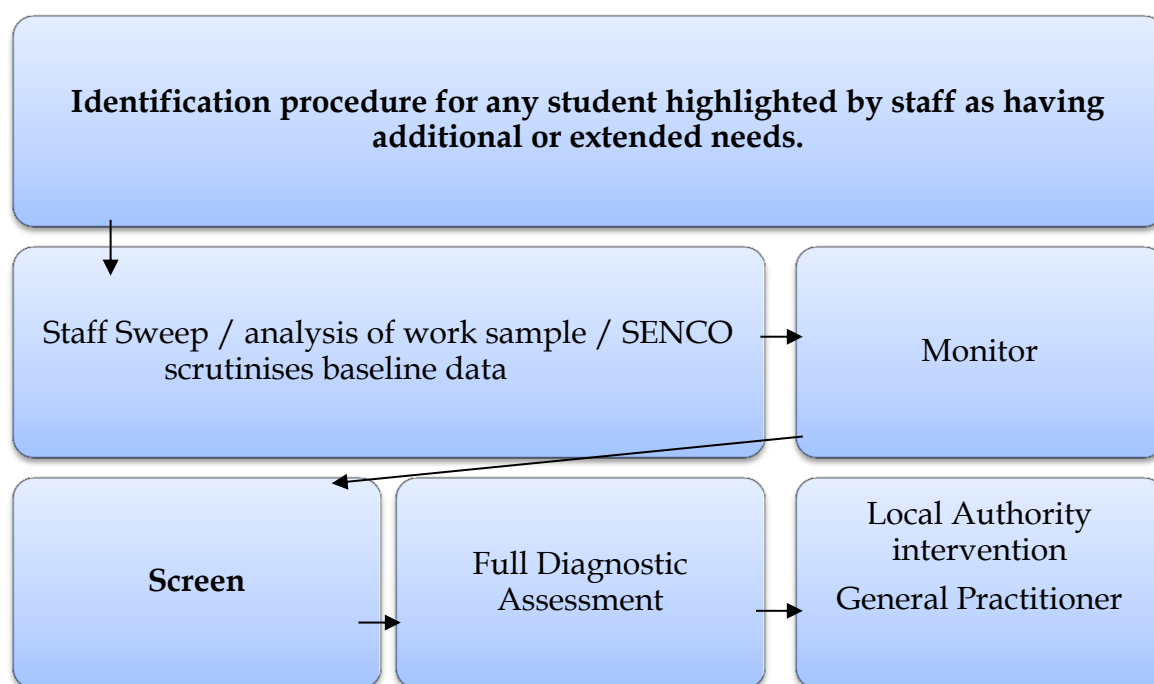 Identification procedure for any student highlighted by staff as having
additional or extended needs.
Staff Sweep / analysis of work sample / SENCO
scrutinises baseline data
Monitor
Screen
Full Diagnostic
Assessment
Local Authority
intervention
General Practitioner